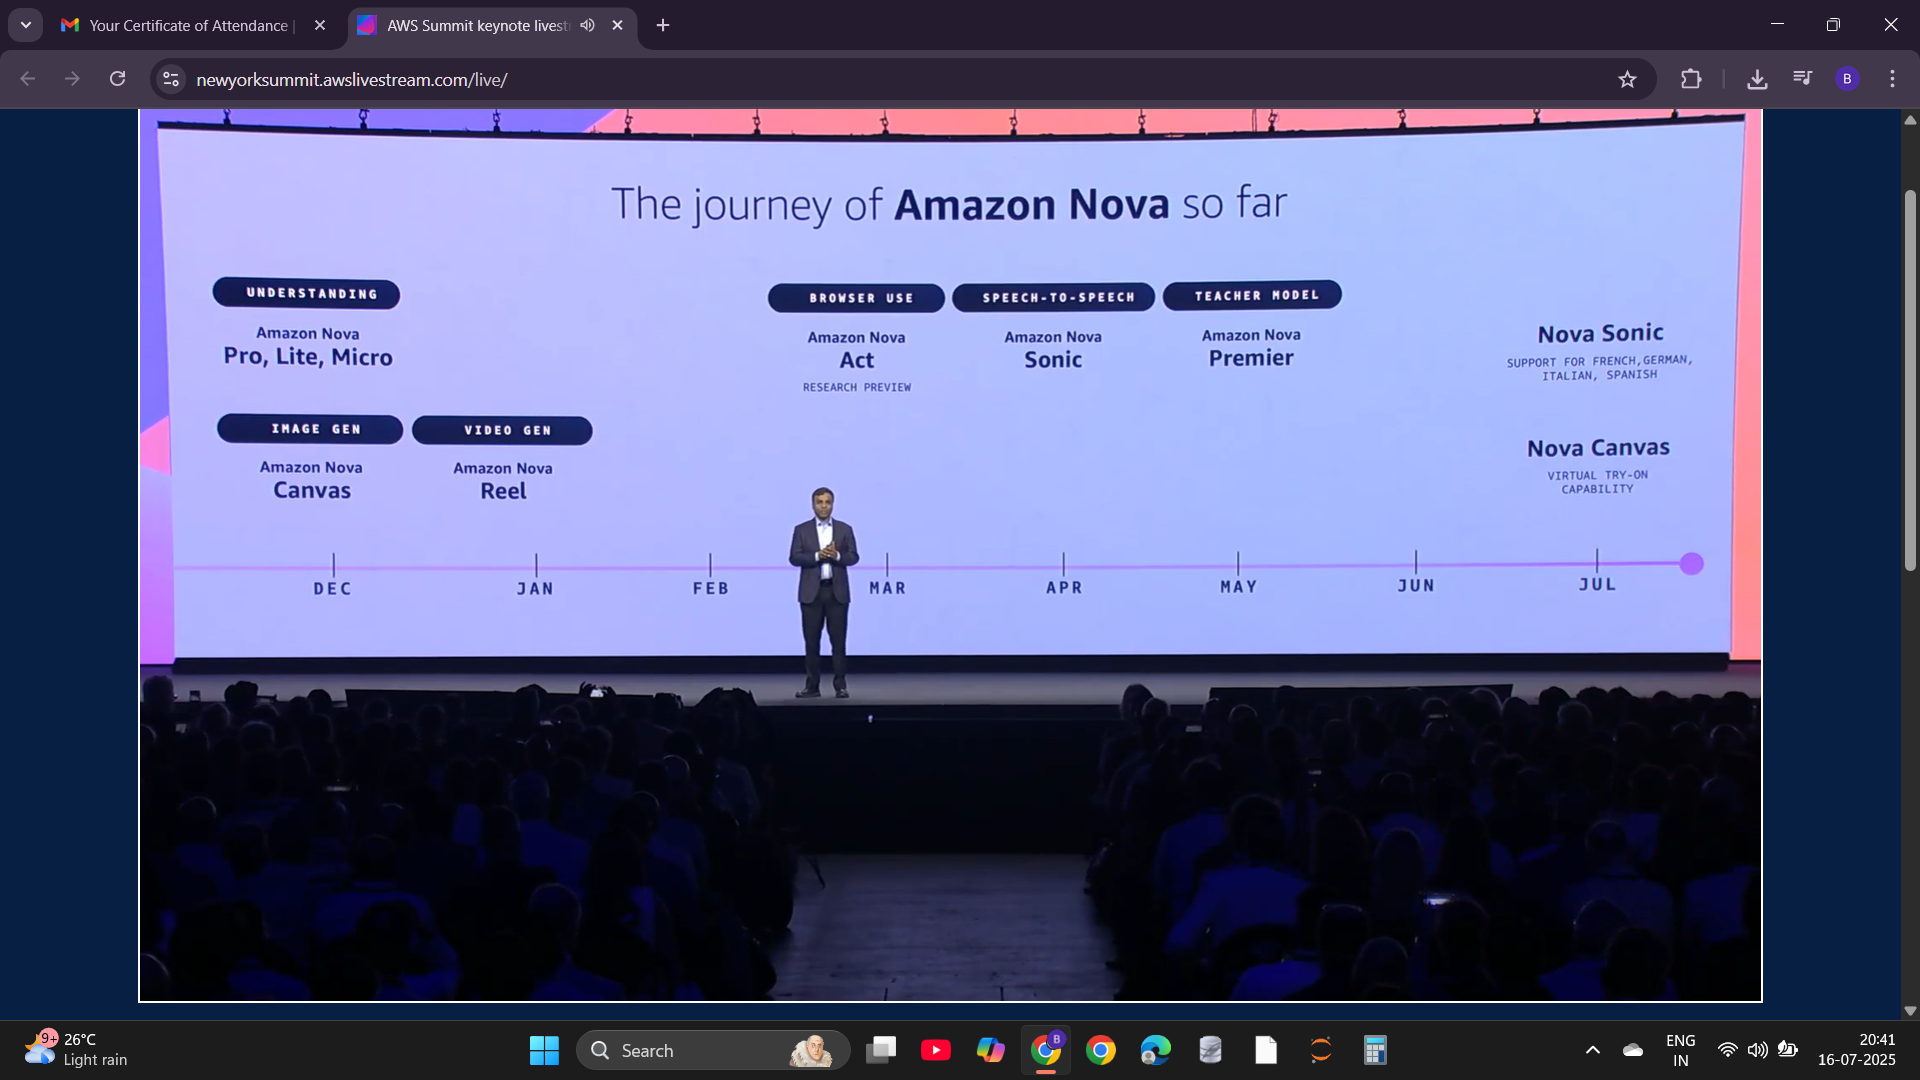 Your Certificate of Attendance |
AWS Summit keynote livest
newyorksummit.awslivestream.com/live/
B
The journey of Amazon Nova so far
UNDERSTANDING
Amazon Nova
Pro, Lite, Micro
BROWSER USE
Amazon Nova
Act
RESEARCH PREVIEW
SPEECH-TO-SPEECH
Amazon Nova
Sonic
TEACHER MODEL
Amazon Nova
Premier
Nova Sonic
SUPPORT FOR FRENCH,GERMAN,
ITALIAN, SPANISH
IMAGE GEN
Amazon Nova
Canvas
VIDEO GEN
Amazon Nova
Reel
Nova Canvas
VIRTUAL TRY-ON
CAPABILITY
DEC JAN FEB MAR APR MAY JUN JUL
9+
26°C
Light rain
Search
B
ENG
IN
20:41
16-07-2025